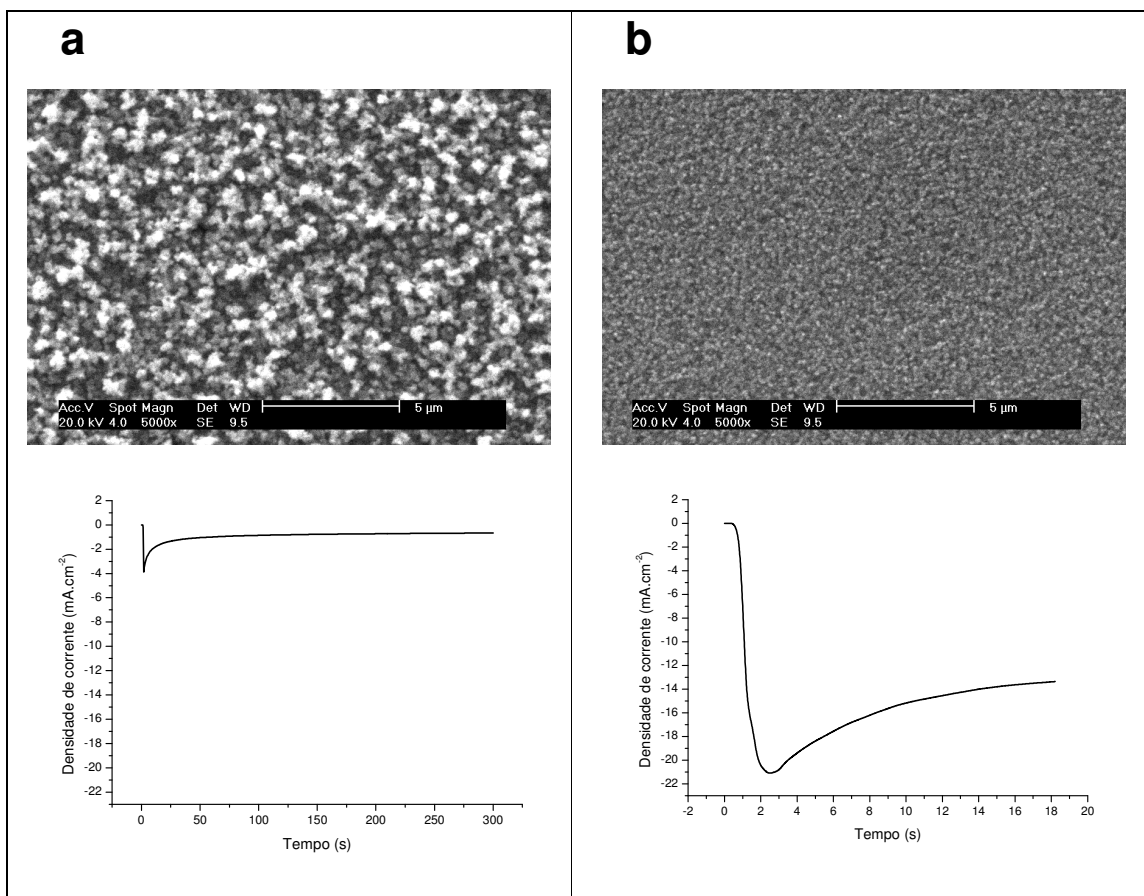 a
Acc.V Spot Magn Det WD 5 µm
20.0 kV 4.0 5000x SE 9.5
2
0
-2
-4
-6
-8
-10
-12
-14
-16
-18
-20
-22
Densidade de corrente (mA.cm-2)
0 50 100 150 200 250 300
Tempo (s)
b
Acc.V Spot Magn Det WD 5 µm
20.0 kV 4.0 5000x SE 9.5
2
0
-2
-4
-6
-8
-10
-12
-14
-16
-18
-20
-22
Densidade de corrente (mA.cm-2)
-2 0 2 4 6 8 10 12 14 16 18 20
Tempo (s)